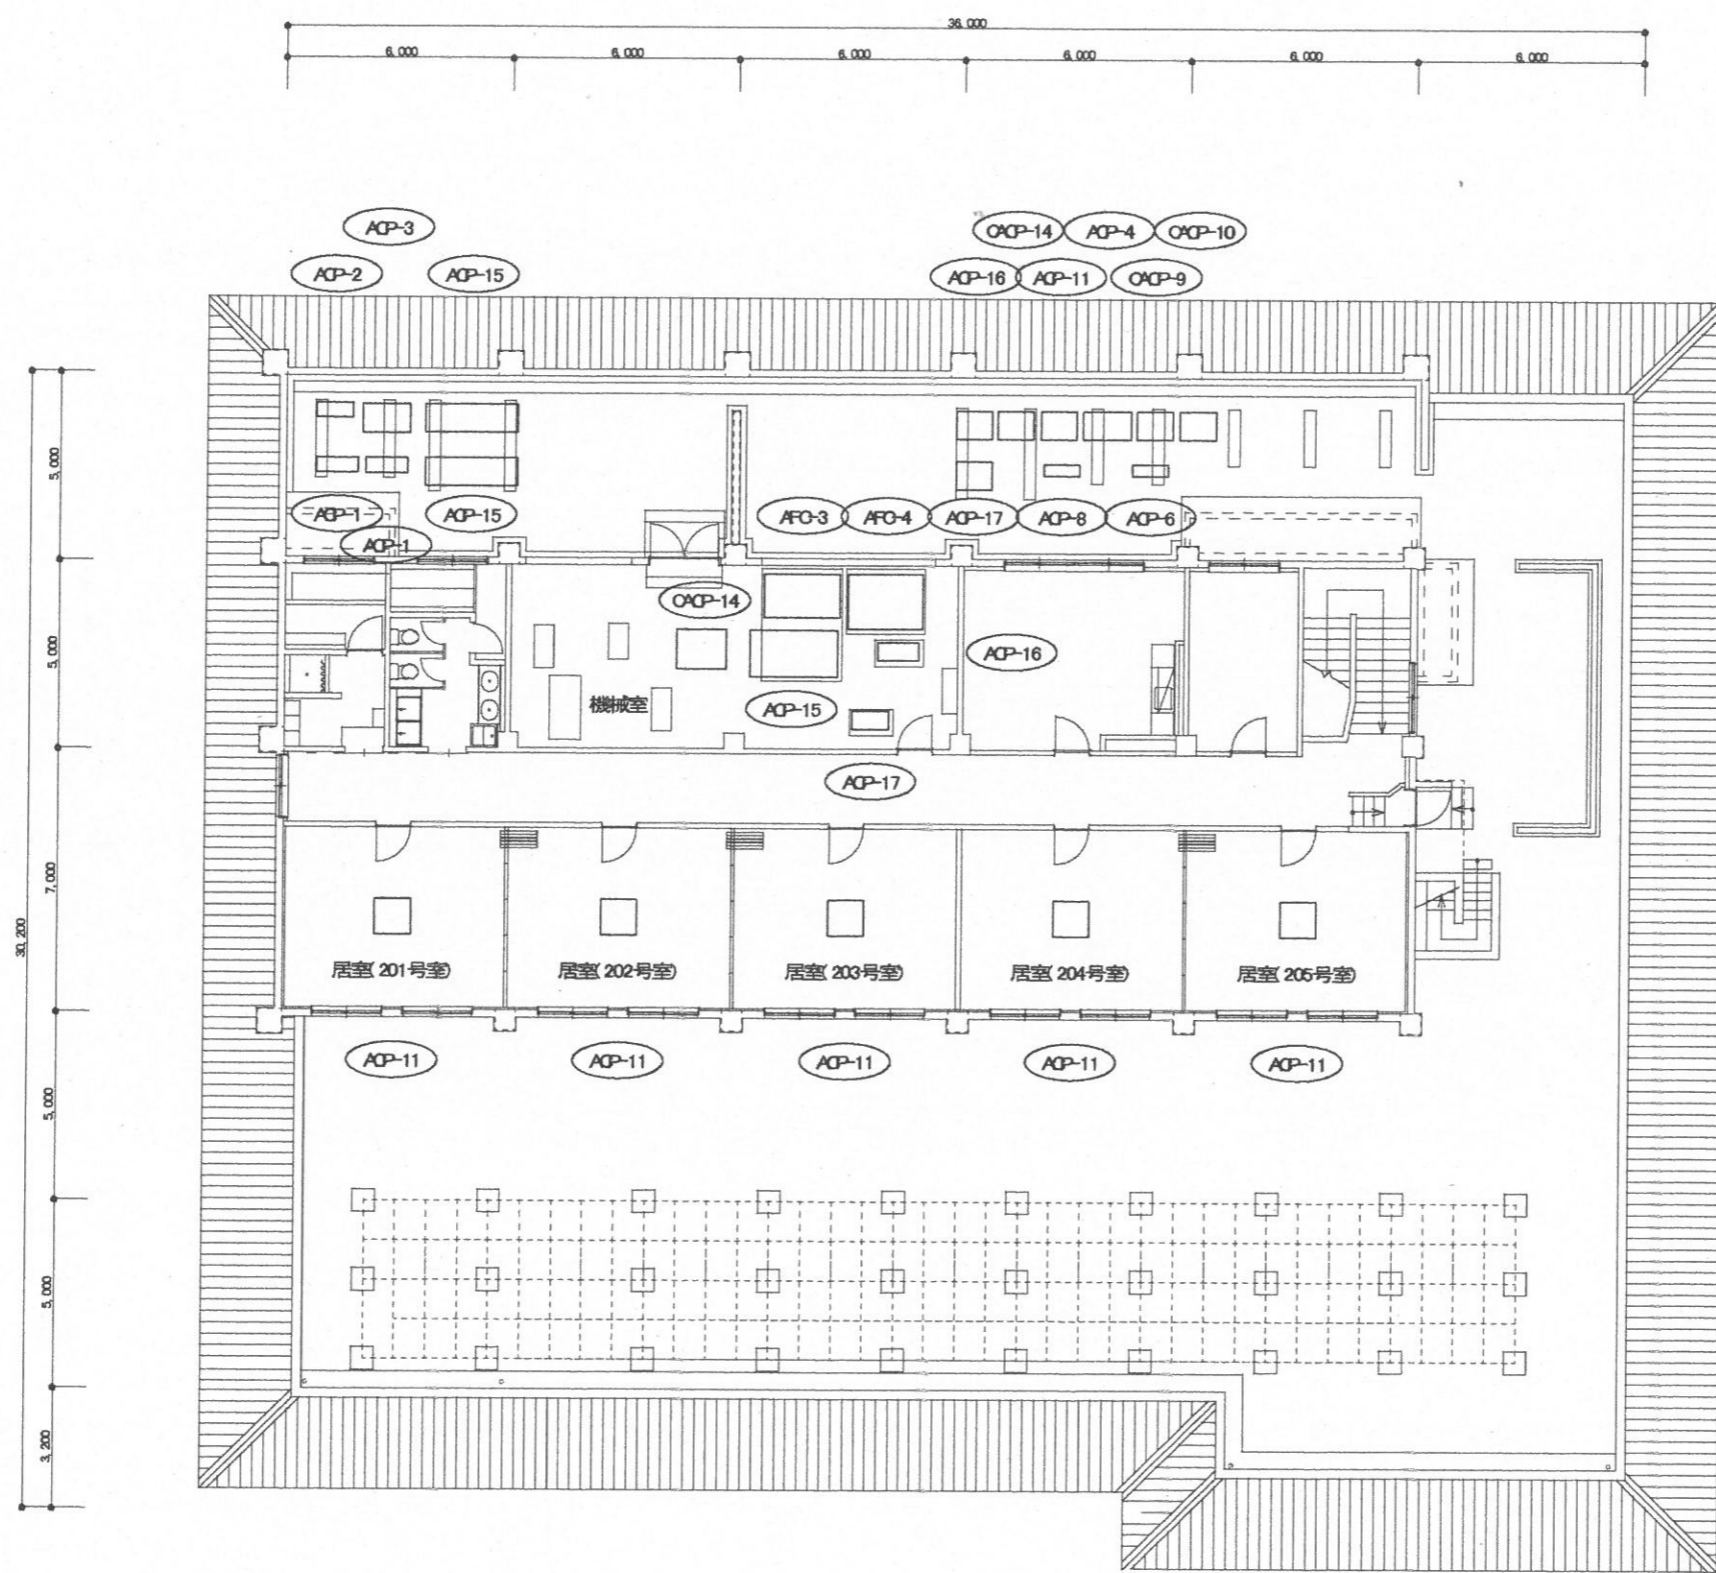 36,000
6,000 6,000 6,000 6,000 6,000 6,000
ACP-3
OACP-14 ACP-4 OACP-10
ACP-2 ACP-15
ACP-16 ACP-11 OACP-9
5,000
ACP-15 AFC-3 AFC-4 ACP-17 ACP-8 ACP-6
ACP-1
OACP-14
5,000
ACP-16
機械室
ACP-15
ACP-17
7,000
30,200
居室(201号室) 居室(202号室) 居室(203号室) 居室(204号室) 居室(205号室)
ACP-11 ACP-11 ACP-11 ACP-11 ACP-11
5,000
5,000
3,200